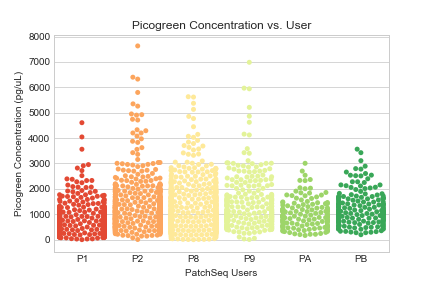 Picogreen Concentration vs. User
Picogreen Concentration (pg/uL)
8000
7000
6000
5000
4000
3000
2000
1000
0
P1 P2 P8 P9 PA PB
PatchSeq Users